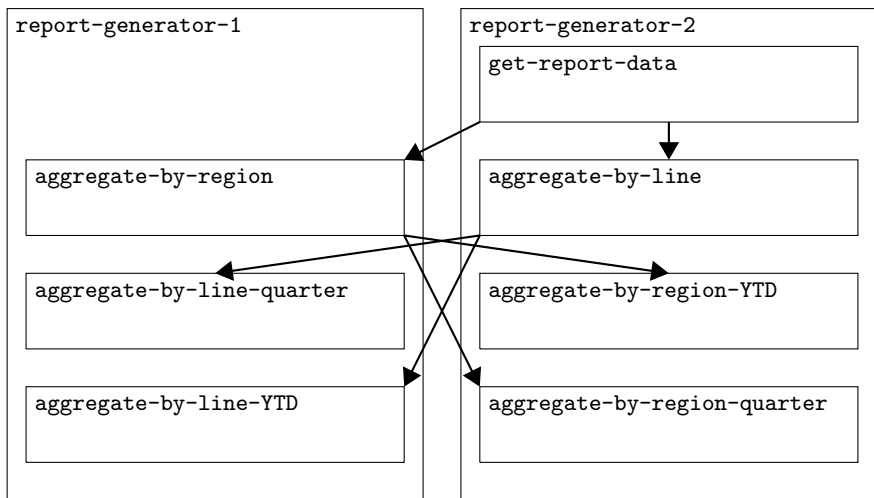 report-generator-1
report-generator-2
get-report-data
aggregate-by-region
aggregate-by-line
aggregate-by-line-quarter
aggregate-by-region-YTD
aggregate-by-line-YTD
aggregate-by-region-quarter